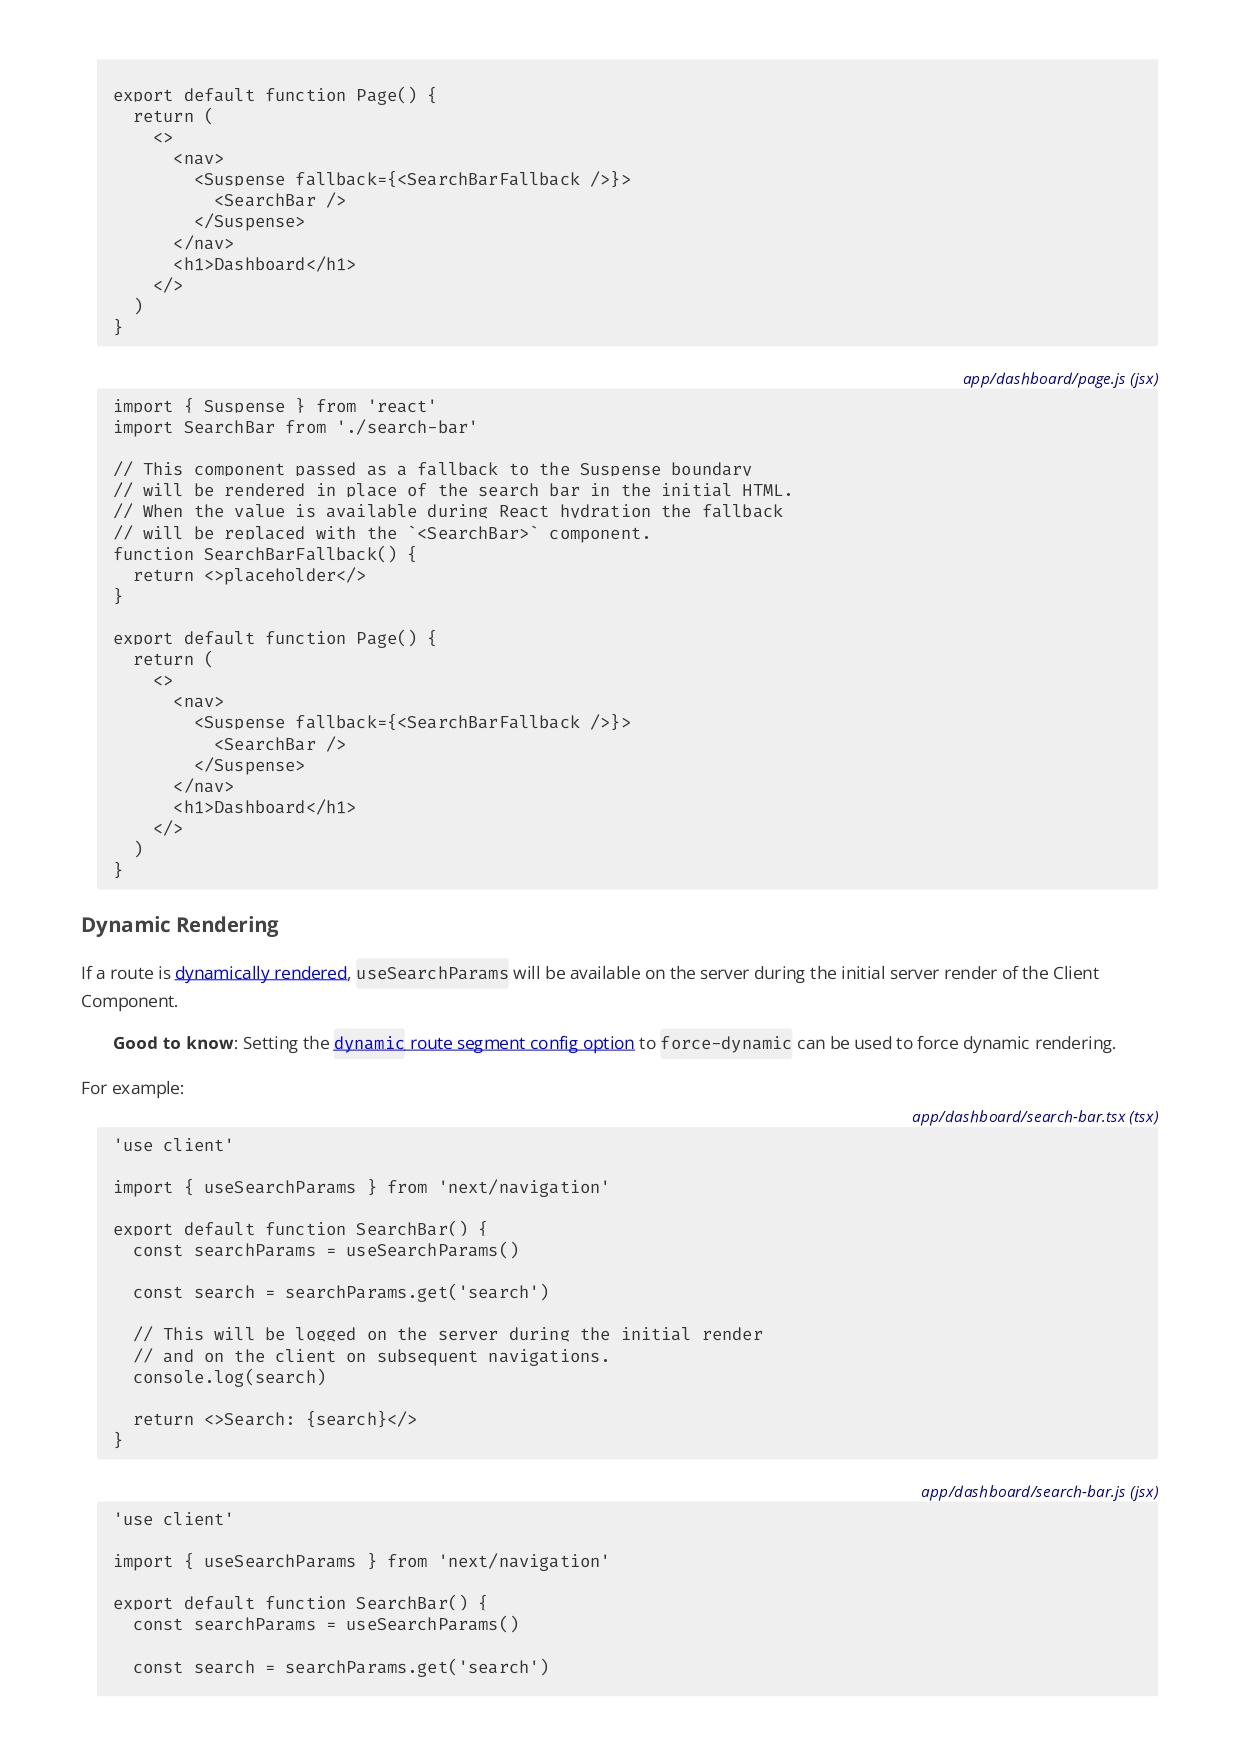 export default function Page() {
  return (
    <>
      <nav>
        <Suspense fallback={<SearchBarFallback />}>
          <SearchBar />
        </Suspense>
      </nav>
      <h1>Dashboard</h1>
    </>
  )
}
app/dashboard/page.js (jsx)
import { Suspense } from 'react'
import SearchBar from './search-bar'

// This component passed as a fallback to the Suspense boundary
// will be rendered in place of the search bar in the initial HTML.
// When the value is available during React hydration the fallback
// will be replaced with the `<SearchBar>` component.
function SearchBarFallback() {
  return <>placeholder</>
}

export default function Page() {
  return (
    <>
      <nav>
        <Suspense fallback={<SearchBarFallback />}>
          <SearchBar />
        </Suspense>
      </nav>
      <h1>Dashboard</h1>
    </>
  )
}
Dynamic Rendering
If a route is dynamically rendered, useSearchParams will be available on the server during the initial server render of the Client
Component.
Good to know: Setting the dynamic route segment config option to force-dynamic can be used to force dynamic rendering.
For example:
app/dashboard/search-bar.tsx (tsx)
'use client'

import { useSearchParams } from 'next/navigation'

export default function SearchBar() {
  const searchParams = useSearchParams()

  const search = searchParams.get('search')

  // This will be logged on the server during the initial render
  // and on the client on subsequent navigations.
  console.log(search)

  return <>Search: {search}</>
}
app/dashboard/search-bar.js (jsx)
'use client'

import { useSearchParams } from 'next/navigation'

export default function SearchBar() {
  const searchParams = useSearchParams()

  const search = searchParams.get('search')